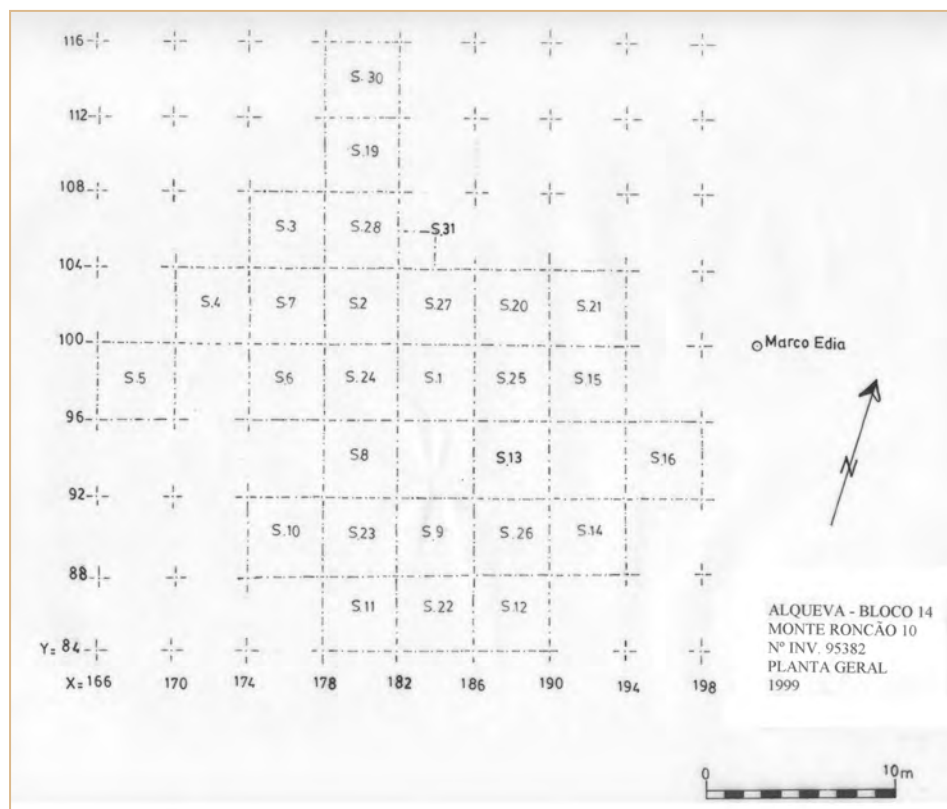 116
S. 30
112
S.19
108
S.3 S.28 S.31
104
S.4 S.7 S.2 S.27 S.20 S.21
100
Marco Edia
S.5 S.6 S.24 S.1 S.25 S.15
96
S8 S.13 S.16
N
92
S.10 S.23 S.9 S.26 S.14
88
S.11 S.22 S.12
Y= 84
X= 166 170 174 178 182 186 190 194 198
ALQUEVA - BLOCO 14
MONTE RONCÃO 10
Nº INV. 95382
PLANTA GERAL
1999
0 10m